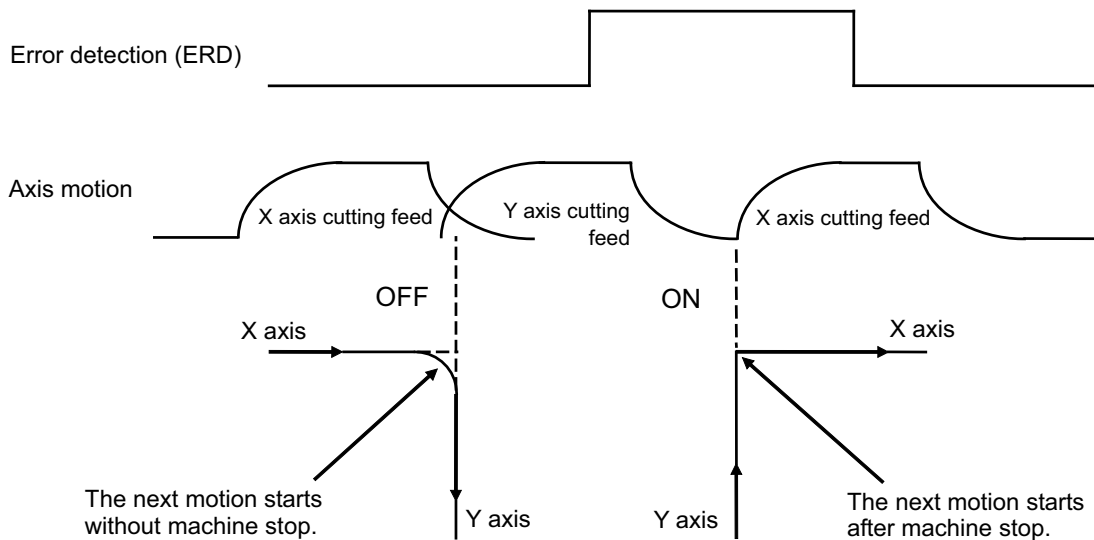 Error detection (ERD)
Axis motion
X axis cutting feed
Y axis cutting
feed
X axis cutting feed
OFF
ON
X axis
X axis
The next motion starts
without machine stop.
Y axis
Y axis
The next motion starts
after machine stop.